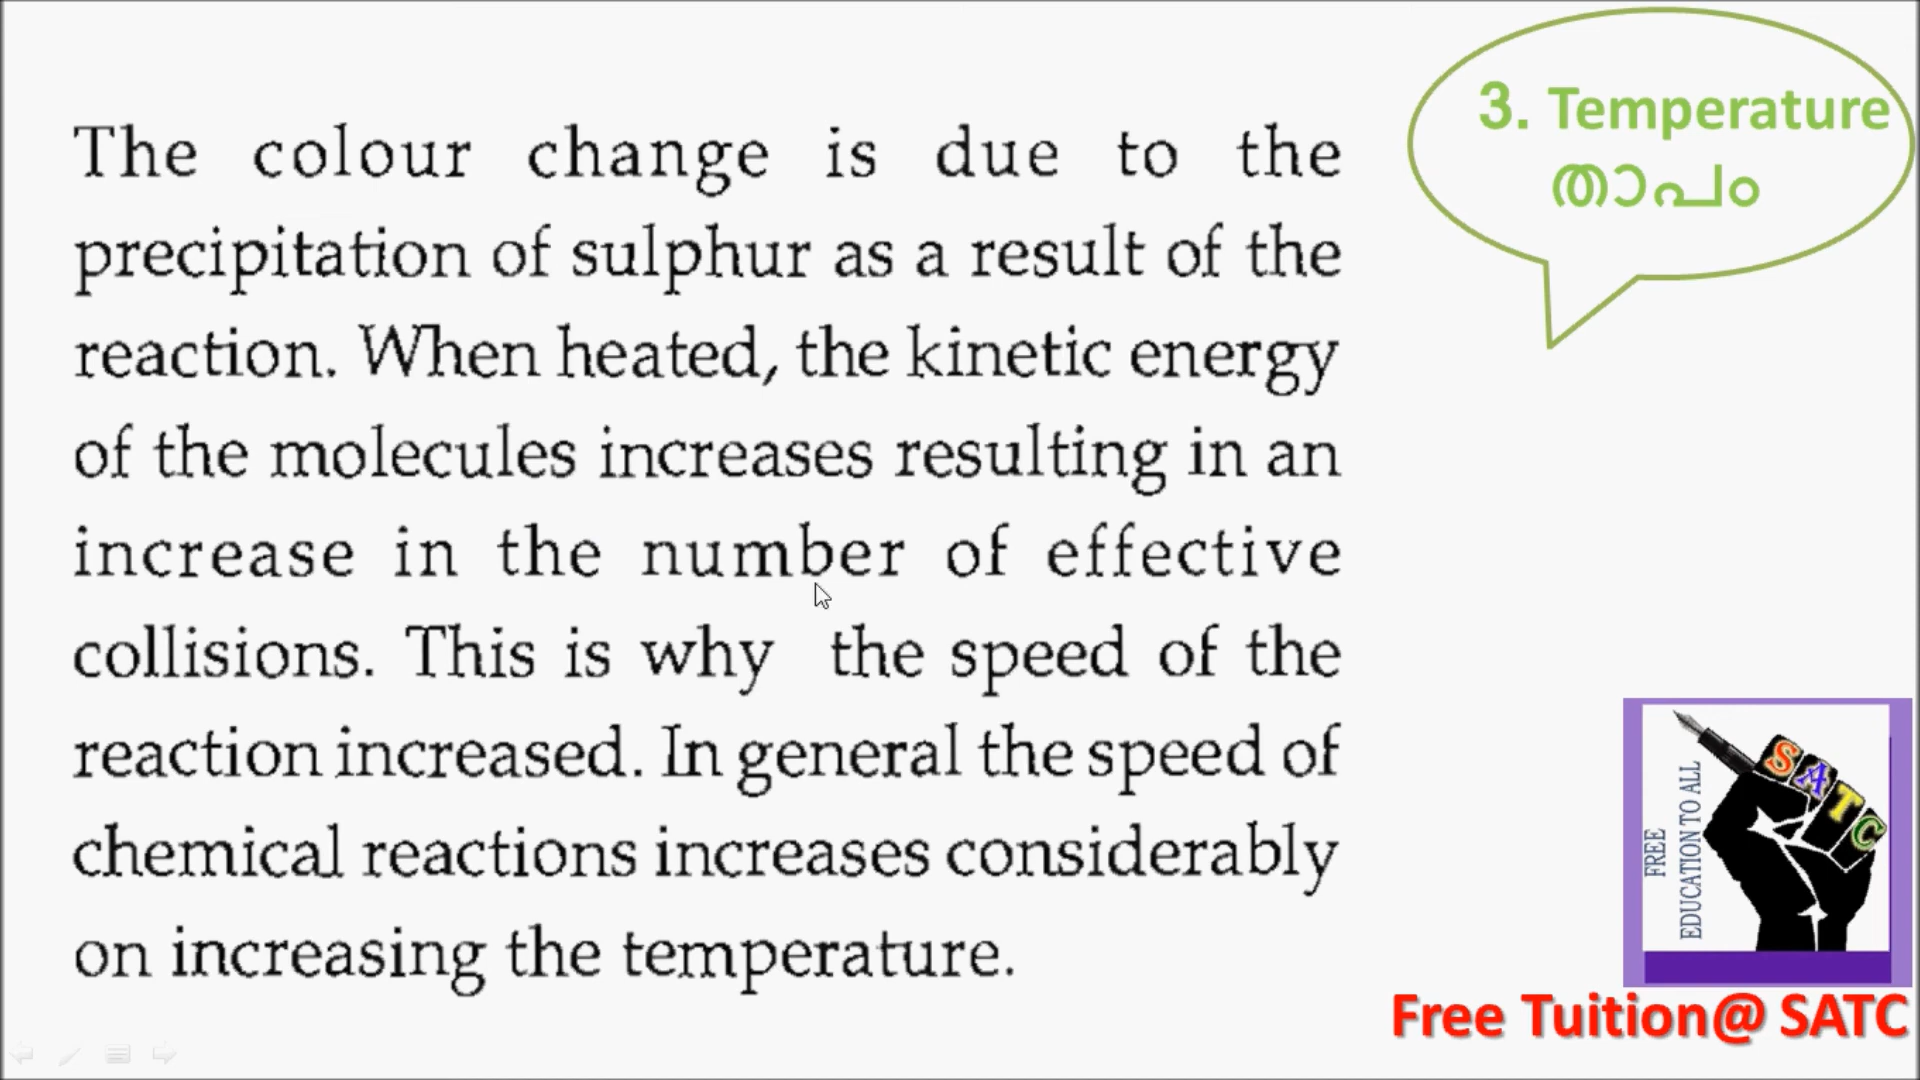 The colour change is due to the
precipitation of sulphur as a result of the
reaction. When heated, the kinetic energy
of the molecules increases resulting in an
increase in the number of effective
collisions. This is why the speed of the
reaction increased. In general the speed of
chemical reactions increases considerably
on increasing the temperature.
3. Temperature
താപം
SATC
FREE
EDUCATION TO ALL
Free Tuition@ SATC